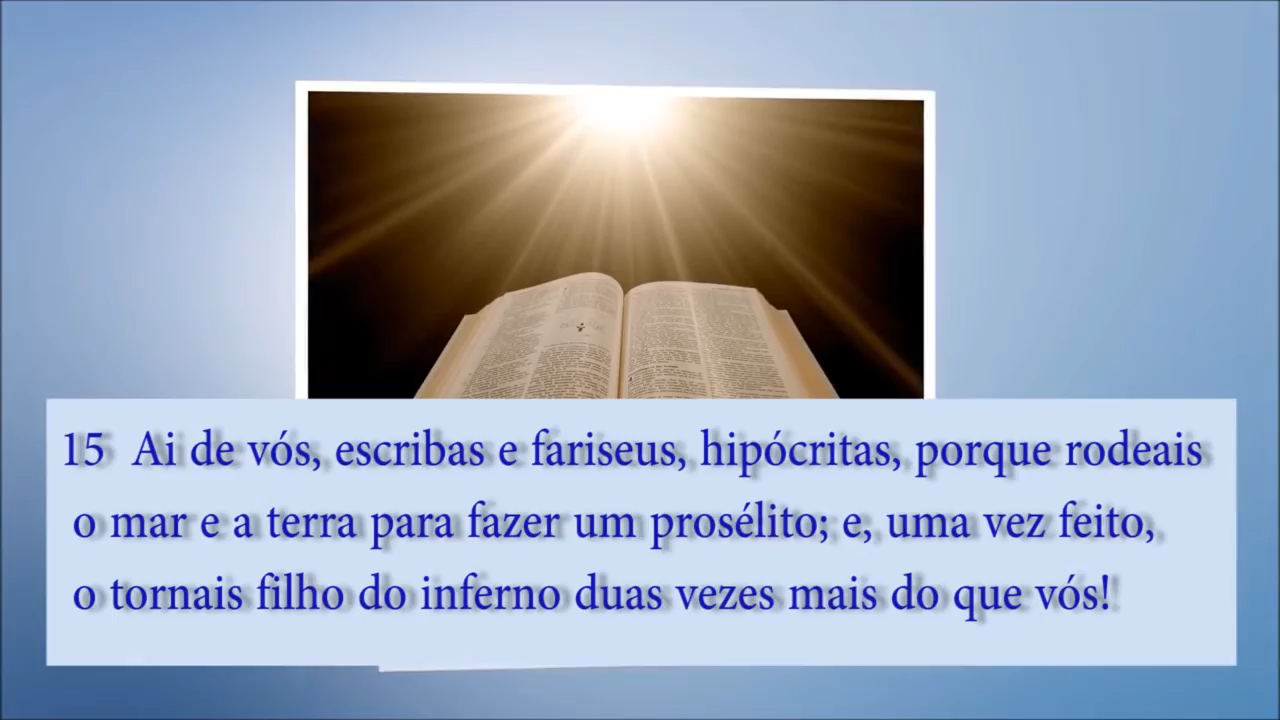 15 Ai de vós, escribas e fariseus, hipócritas, porque rodeais
o mar e a terra para fazer um prosélito; e, uma vez feito,
o tornais filho do inferno duas vezes mais do que vós!